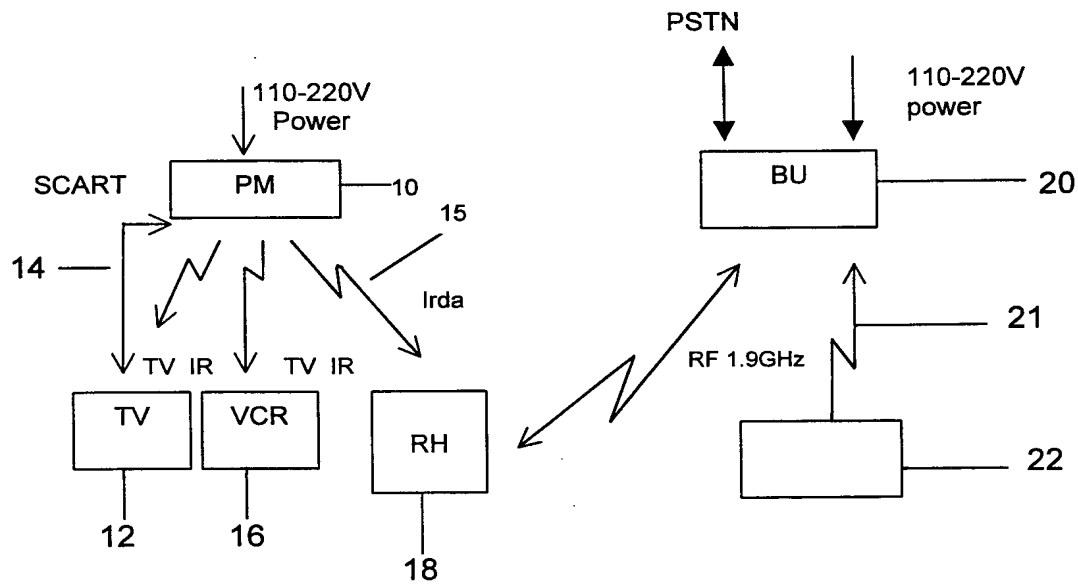 PSTN
110-220V
Power
110-220V
power
SCART
PM
10
BU
20
15
14
Irda
21
TV IR
TV IR
RF 1.9GHz
TV
VCR
RH
22
12
16
18